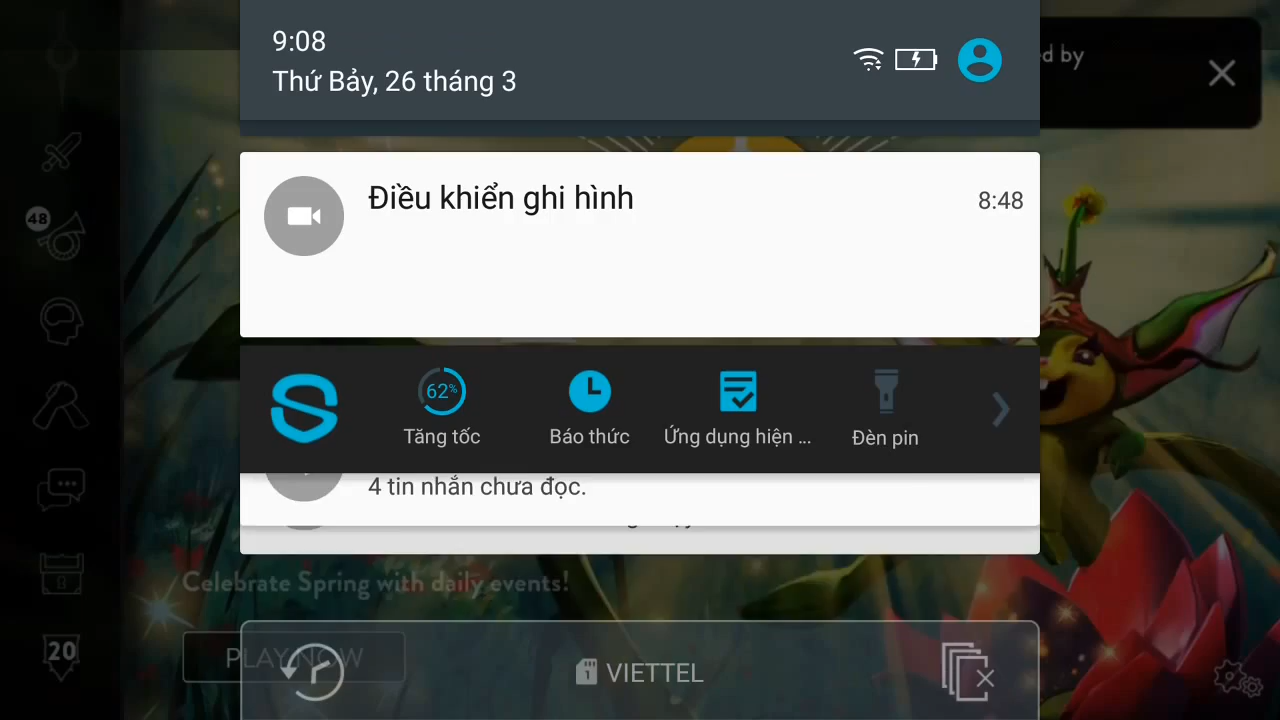 9:08
Thứ Bảy, 26 tháng 3
d by
Điều khiển ghi hình
8:48
48
62%
Tăng tốc
Báo thức
Ứng dụng hiện ...
Đèn pin
4 tin nhắn chưa đọc.
Celebrate Spring with daily events!
20
PLAY NOW
1
VIETTEL